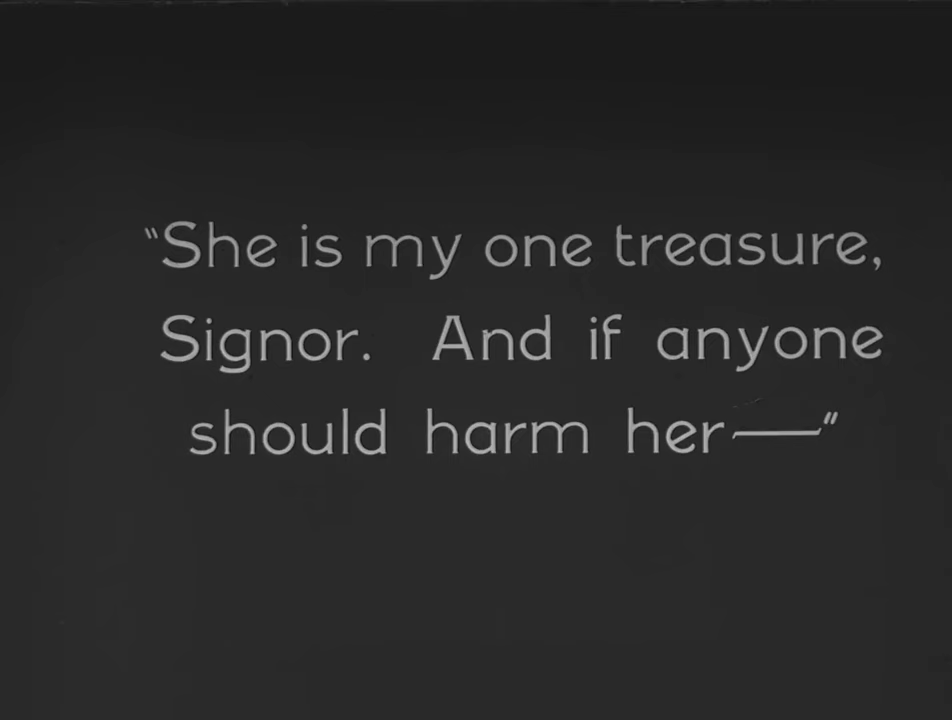 "She is my one treasure,
Signor. And if anyone
should harm her—"